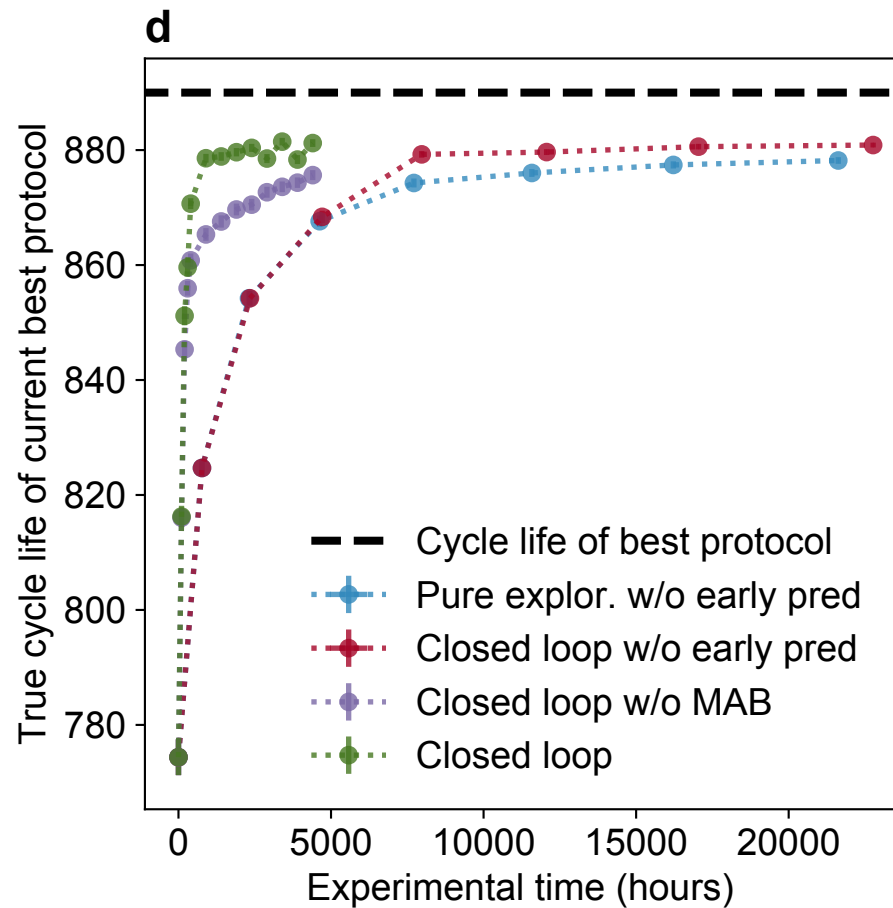 d
True cycle life of current best protocol
880
860
840
820
800
780
Cycle life of best protocol
Pure explor. w/o early pred
Closed loop w/o early pred
Closed loop w/o MAB
Closed loop
0 5000 10000 15000 20000
Experimental time (hours)